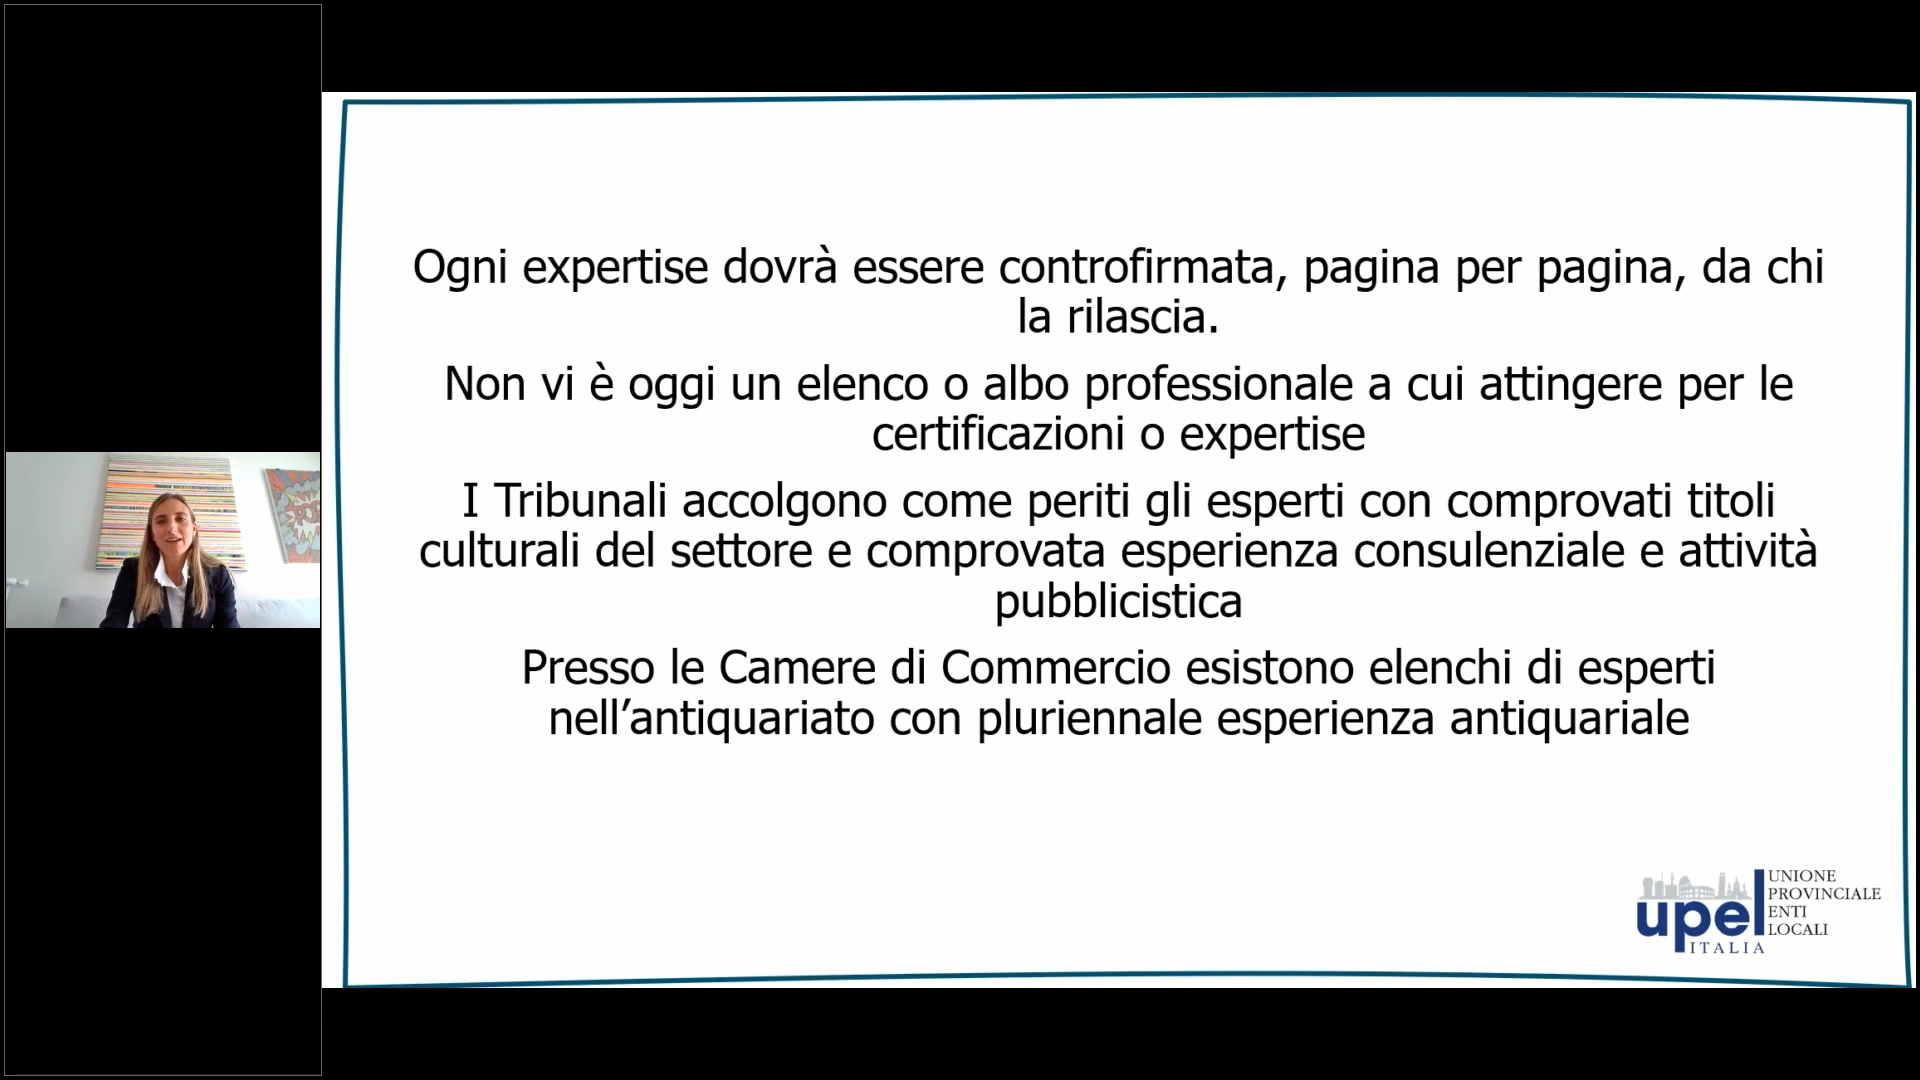 Ogni expertise dovrà essere controfirmata, pagina per pagina, da chi
la rilascia.
Non vi è oggi un elenco o albo professionale a cui attingere per le
certificazioni o expertise
I Tribunali accolgono come periti gli esperti con comprovati titoli
culturali del settore e comprovata esperienza consulenziale e attività
pubblicistica
Presso le Camere di Commercio esistono elenchi di esperti
nell’antiquariato con pluriennale esperienza antiquariale
upel
ITALIA
UNIONE
PROVINCIALE
ENTI
LOCALI